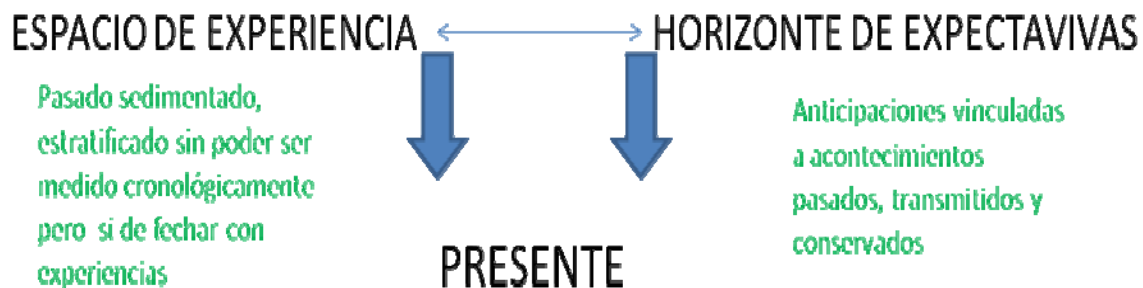 ESPACIO DE EXPERIENCIA
HORIZONTE DE EXPECTAVIVAS
Pasado sedimentado,
estratificado sin poder ser
medido cronológicamente
pero si de fechar con
experiencias
Anticipaciones vinculadas
a acontecimientos
pasados, transmitidos y
conservados
PRESENTE